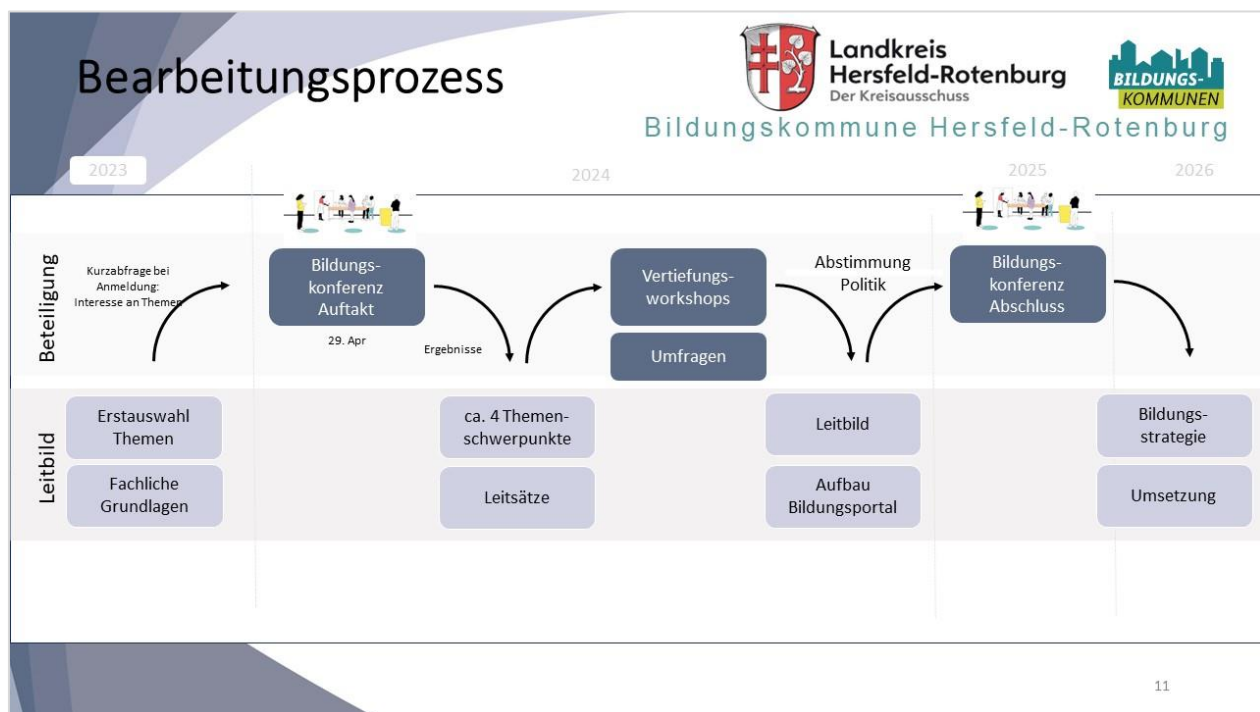 Bearbeitungsprozess
Landkreis
Hersfeld-Rotenburg
Der Kreisausschuss
BILDUNGS-
KOMMUNEN
Bildungskommune Hersfeld-Rotenburg
2023
2024
2025
2026
Beteiligung
Kurzabfrage bei
Anmeldung:
Interesse an Themen
Bildungs-
konferenz
Auftakt
29. Apr
Ergebnisse
Vertiefungs-
workshops
Umfragen
Abstimmung
Politik
Bildungs-
konferenz
Abschluss
Leitbild
Erstauswahl
Themen
Fachliche
Grundlagen
ca. 4 Themen-
schwerpunkte
Leitsätze
Leitbild
Aufbau
Bildungsportal
Bildungs-
strategie
Umsetzung
11